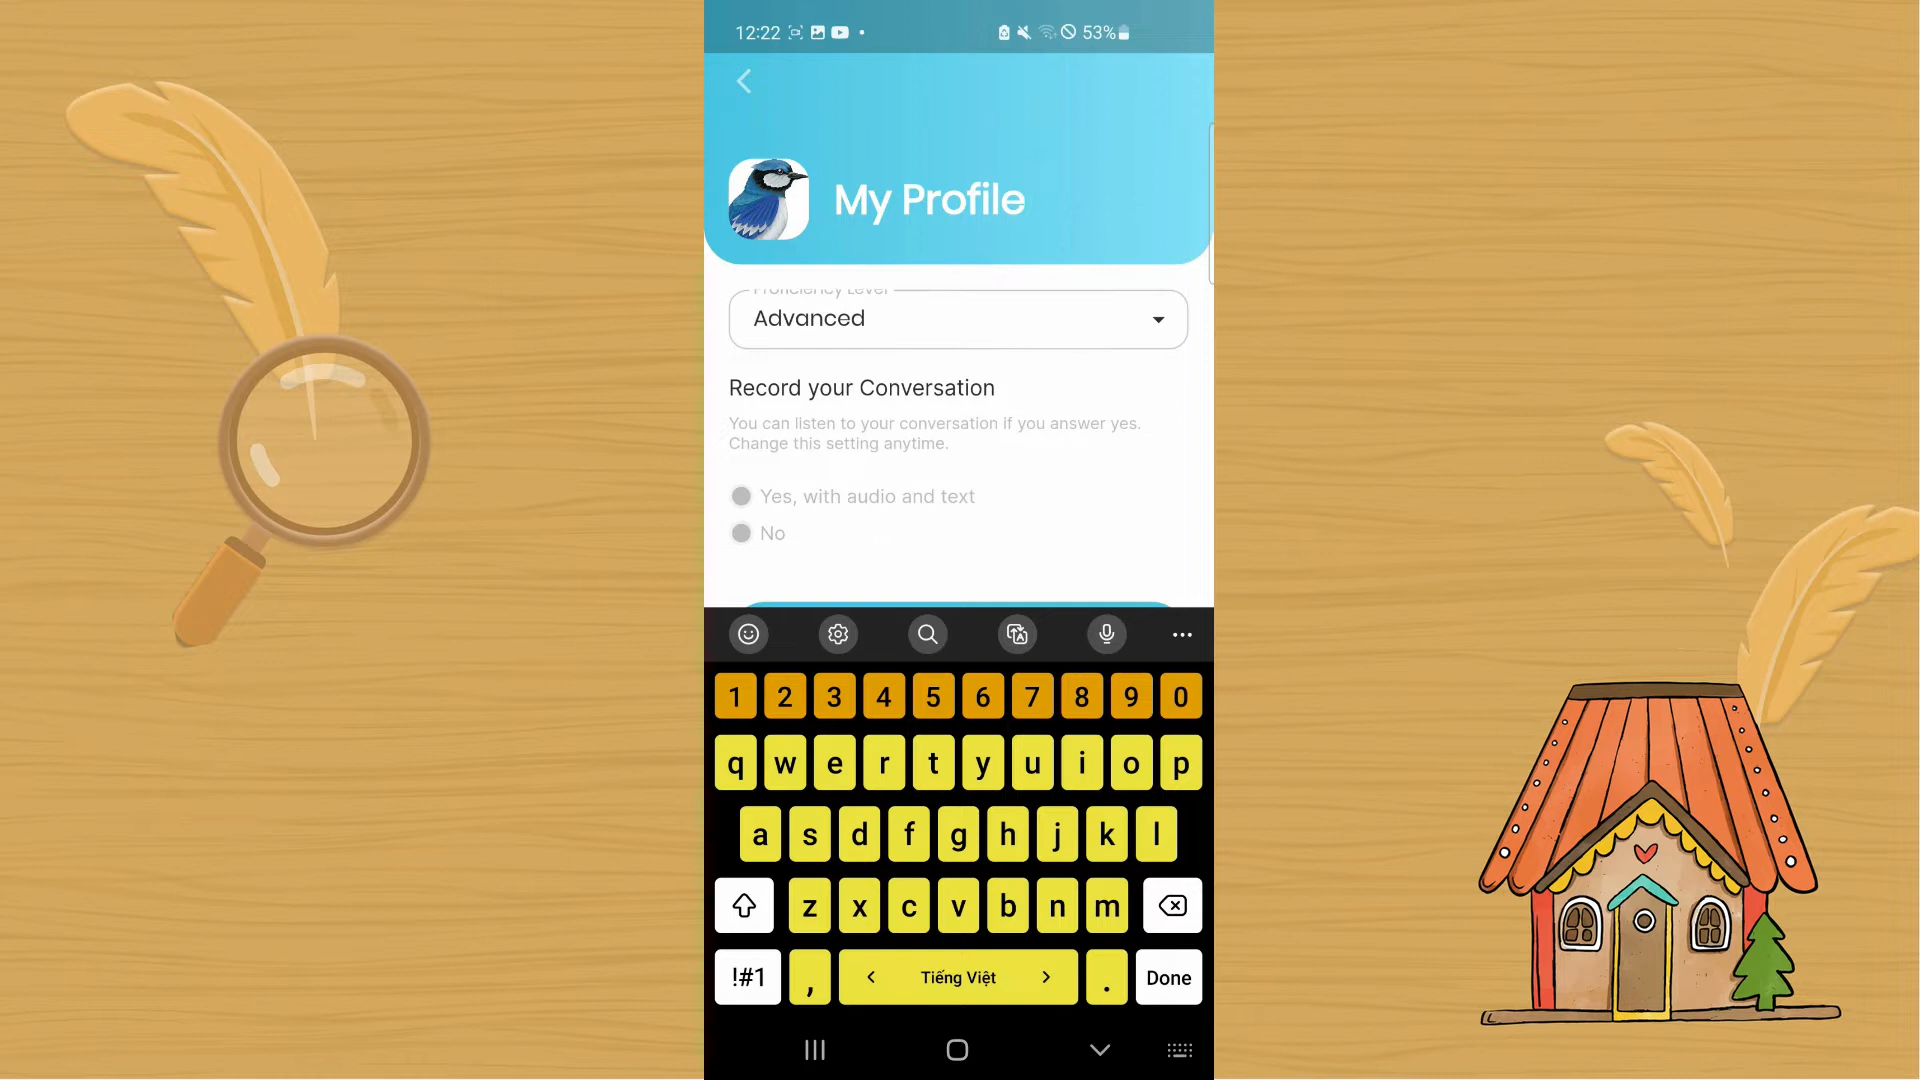 12:22
53%
My Profile
Proficiency Level
Advanced
Record your Conversation
You can listen to your conversation if you answer yes.
Change this setting anytime.
Yes, with audio and text
No
1 2 3 4 5 6 7 8 9 0
q w e r t y u i o p
a s d f g h j k l
z x c v b n m
!#1 , < Tiếng Việt > . Done